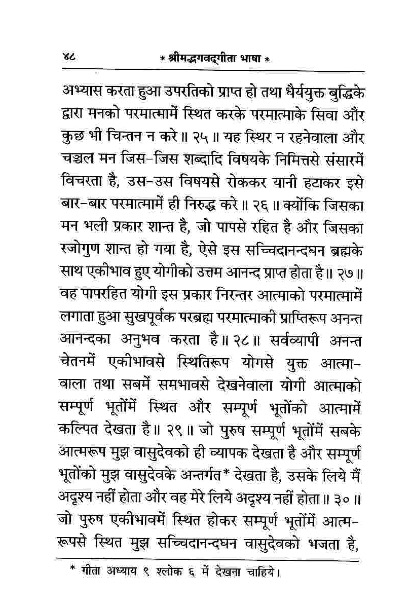 ४८ * श्रीमद्भगवद्‌गीता भाषा *
अभ्यास करता हुआ उपरतिको प्राप्त हो तथा धैर्ययुक्त बुद्धिके
द्वारा मनको परमात्मामें स्थित करके परमात्माके सिवा और
कुछ भी चिन्तन न करे॥ २५॥ यह स्थिर न रहनेवाला और
चञ्चल मन जिस-जिस शब्दादि विषयके निमित्तसे संसारमें
विचरता है, उस-उस विषयसे रोककर यानी हटाकर इसे
बार-बार परमात्मामें ही निरुद्ध करे॥ २६॥ क्योंकि जिसका
मन भली प्रकार शान्त है, जो पापसे रहित है और जिसका
रजोगुण शान्त हो गया है, ऐसे इस सच्चिदानन्दघन ब्रह्मके
साथ एकीभाव हुए योगीको उत्तम आनन्द प्राप्त होता है॥ २७॥
वह पापरहित योगी इस प्रकार निरन्तर आत्माको परमात्मामें
लगाता हुआ सुखपूर्वक परब्रह्म परमात्माकी प्राप्तिरूप अनन्त
आनन्दका अनुभव करता है॥ २८॥ सर्वव्यापी अनन्त
चेतनमें एकीभावसे स्थितिरूप योगसे युक्त आत्मा-
वाला तथा सबमें समभावसे देखनेवाला योगी आत्माको
सम्पूर्ण भूतोंमें स्थित और सम्पूर्ण भूतोंको आत्मामें
कल्पित देखता है॥ २९॥ जो पुरुष सम्पूर्ण भूतोंमें सबके
आत्मरूप मुझ वासुदेवको ही व्यापक देखता है और सम्पूर्ण
भूतोंको मुझ वासुदेवके अन्तर्गत* देखता है, उसके लिये मैं
अदृश्य नहीं होता और वह मेरे लिये अदृश्य नहीं होता॥ ३०॥
जो पुरुष एकीभावमें स्थित होकर सम्पूर्ण भूतोंमें आत्म-
रूपसे स्थित मुझ सच्चिदानन्दघन वासुदेवको भजता है,
* गीता अध्याय ९ श्लोक ६ में देखना चाहिये।